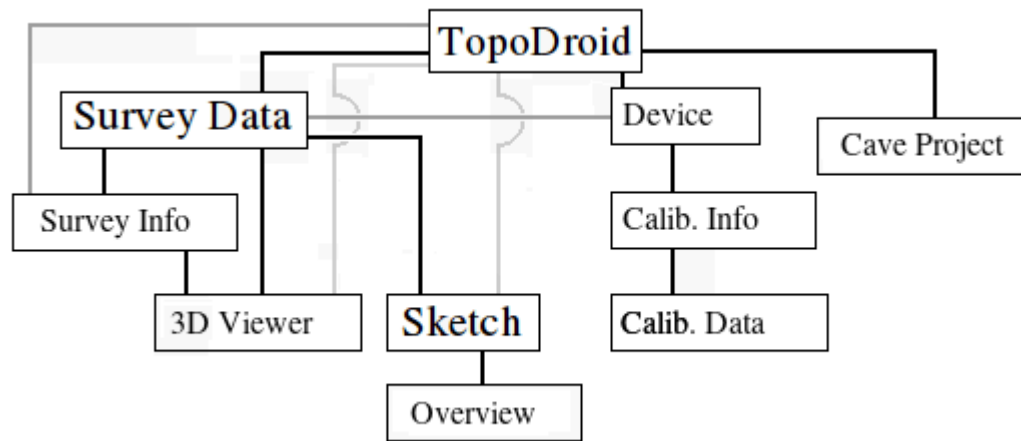 TopoDroid
Survey Data
Device
Cave Project
Survey Info
Calib. Info
3D Viewer
Sketch
Calib. Data
Overview